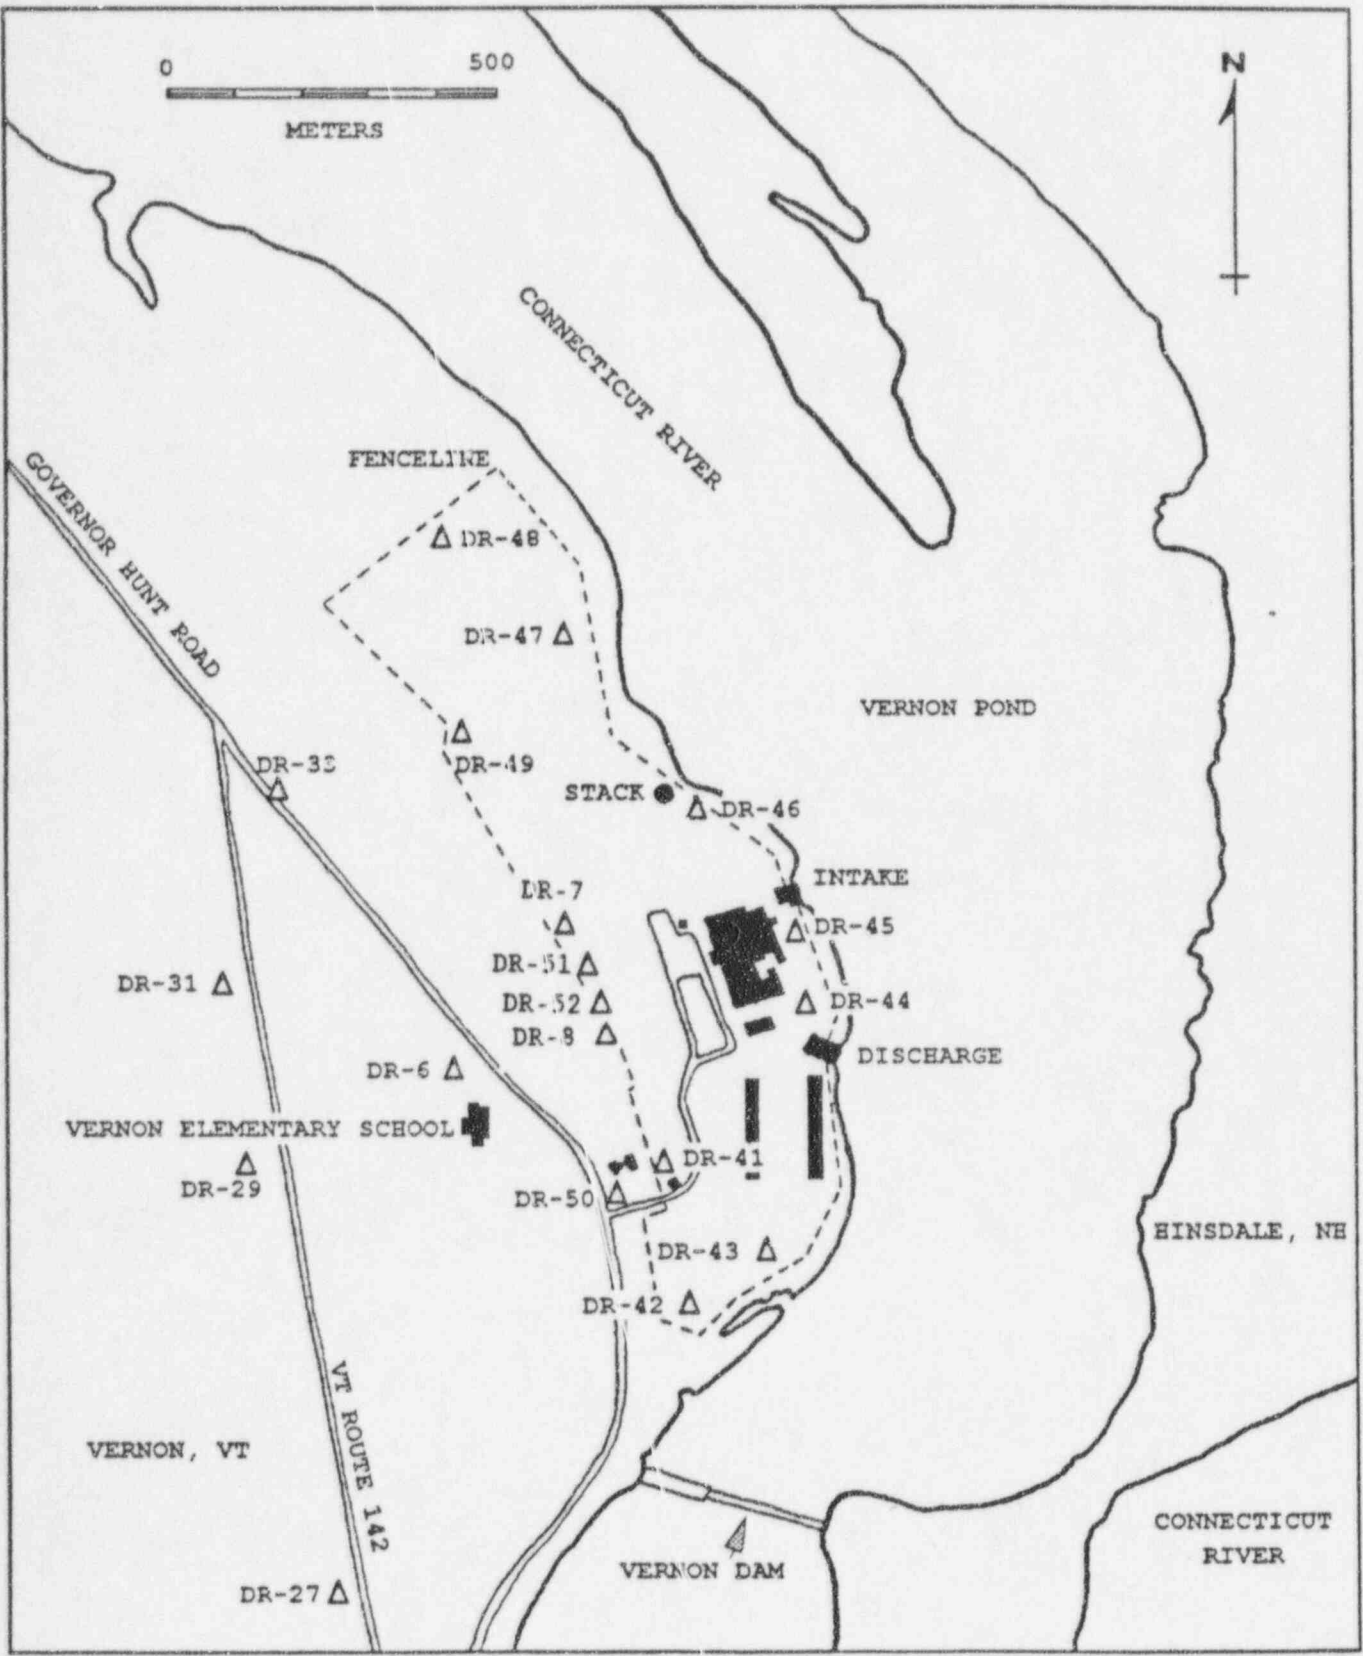 0 500
METERS
N
CONNECTICUT RIVER
FENCELINE
GOVERNOR HUNT ROAD
DR-48
DR-47
VERNON POND
DR-49
STACK
DR-46
INTAKE
DR-7
DR-45
DR-51
DR-31
DR-52
DR-44
DR-8
DISCHARGE
DR-6
VERNON ELEMENTARY SCHOOL
DR-41
DR-29
DR-50
HINSDALE, NH
DR-43
DR-42
VT ROUTE 142
VERNON, VT
CONNECTICUT
RIVER
VERNON DAM
DR-27